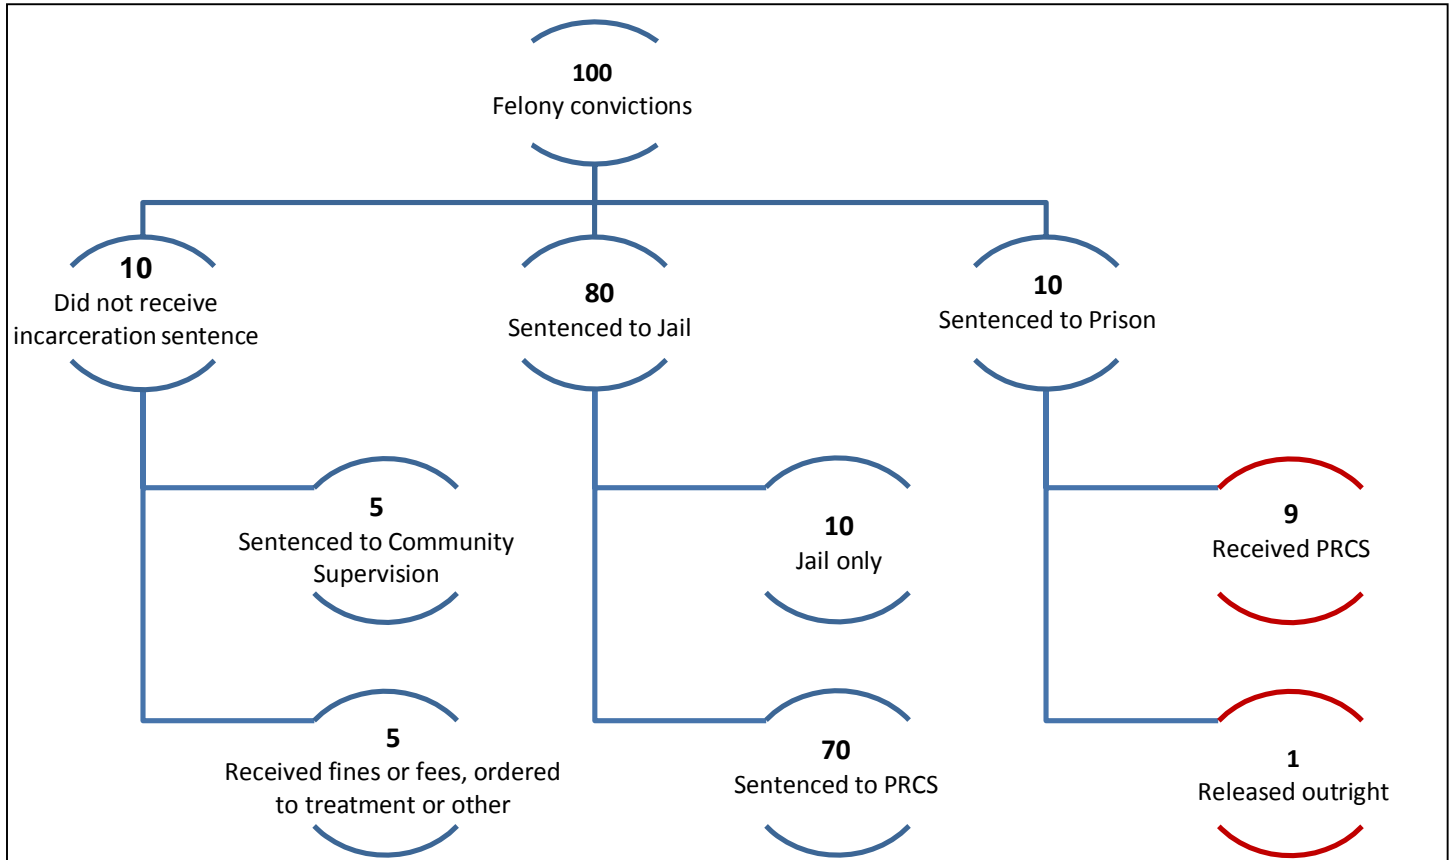 100
Felony convictions
10
Did not receive
incarceration sentence
80
Sentenced to Jail
10
Sentenced to Prison
5
Sentenced to Community
Supervision
10
Jail only
9
Received PRCS
5
Received fines or fees, ordered
to treatment or other
70
Sentenced to PRCS
1
Released outright